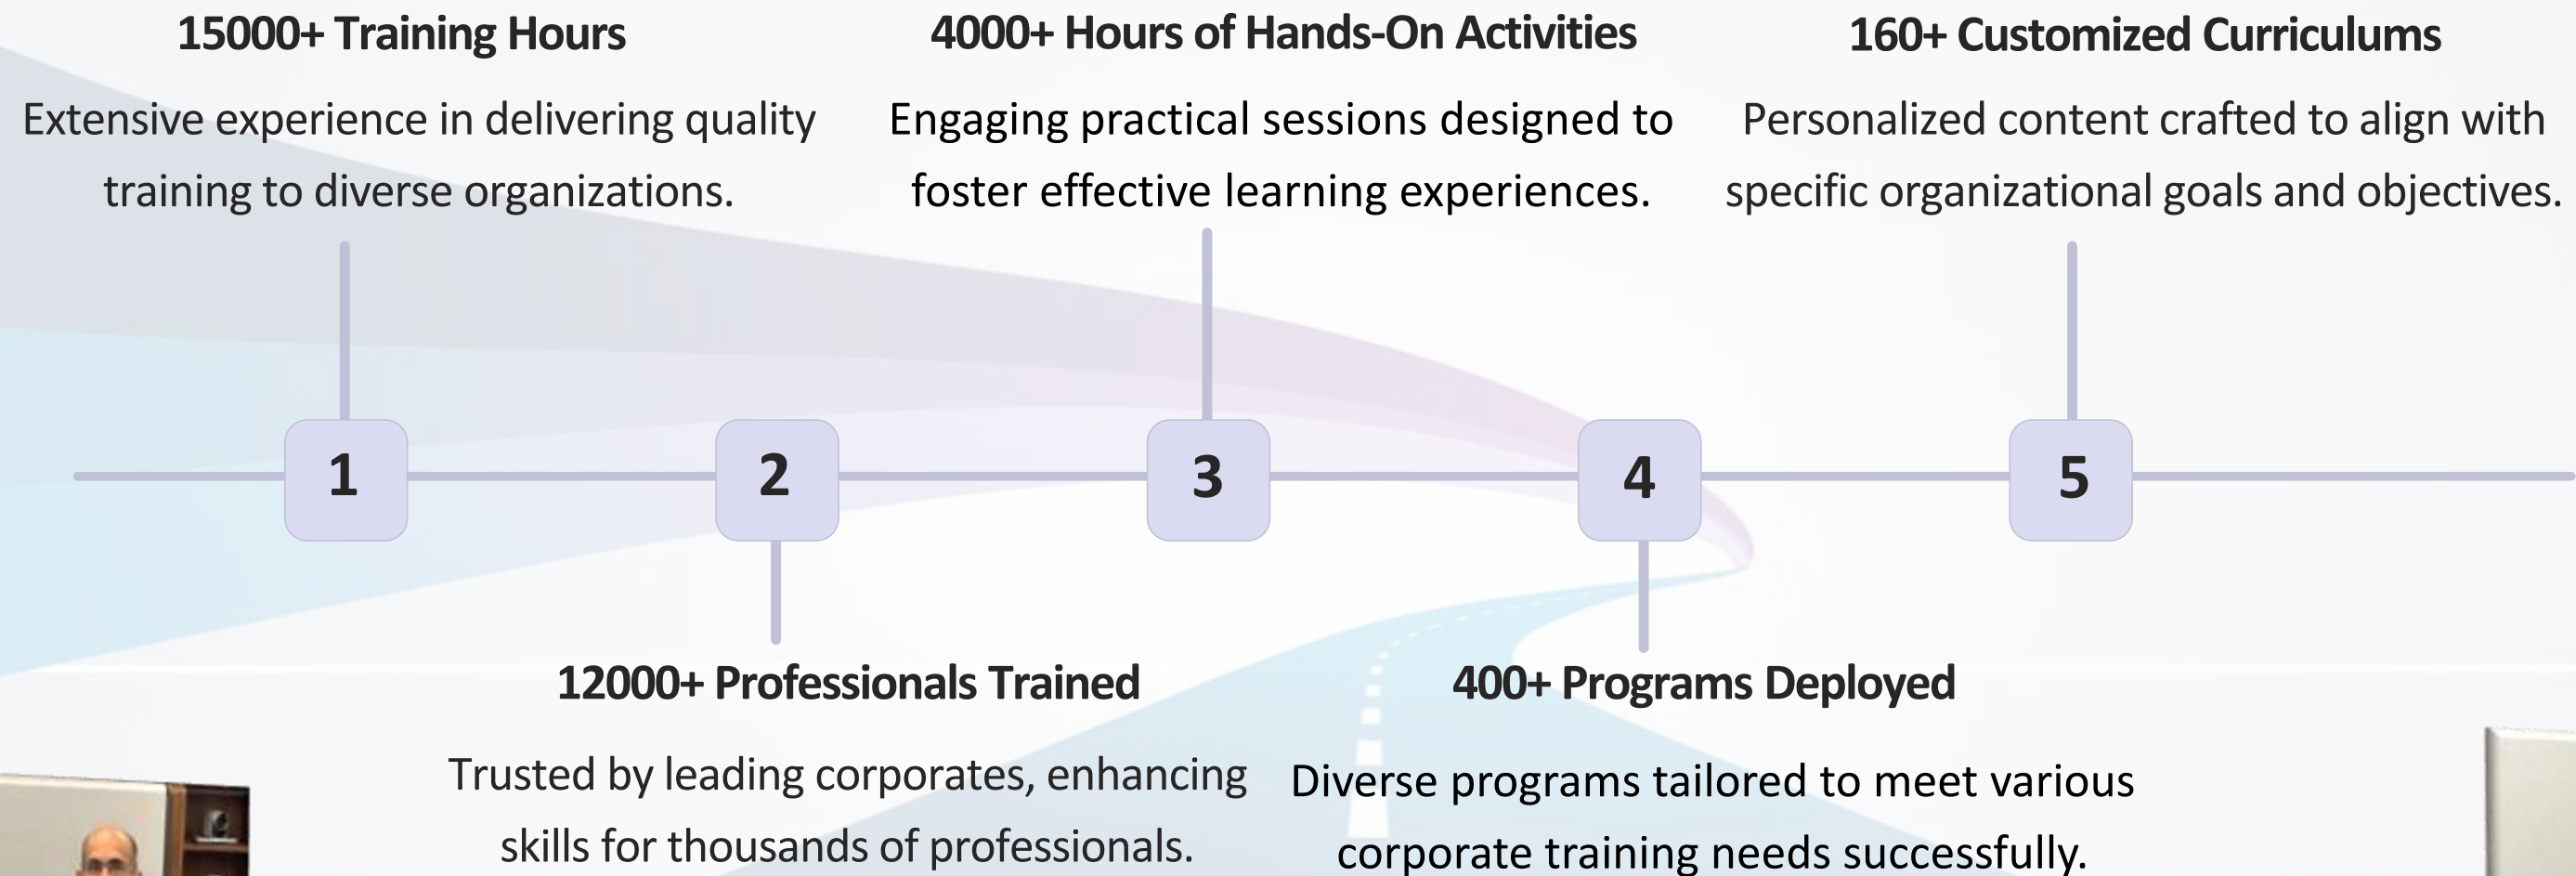 15000+ Training Hours
Extensive experience in delivering quality
training to diverse organizations.
4000+ Hours of Hands-On Activities
Engaging practical sessions designed to
foster effective learning experiences.
160+ Customized Curriculums
Personalized content crafted to align with
specific organizational goals and objectives.
1
2
3
4
5
12000+ Professionals Trained
Trusted by leading corporates, enhancing
skills for thousands of professionals.
400+ Programs Deployed
Diverse programs tailored to meet various
corporate training needs successfully.